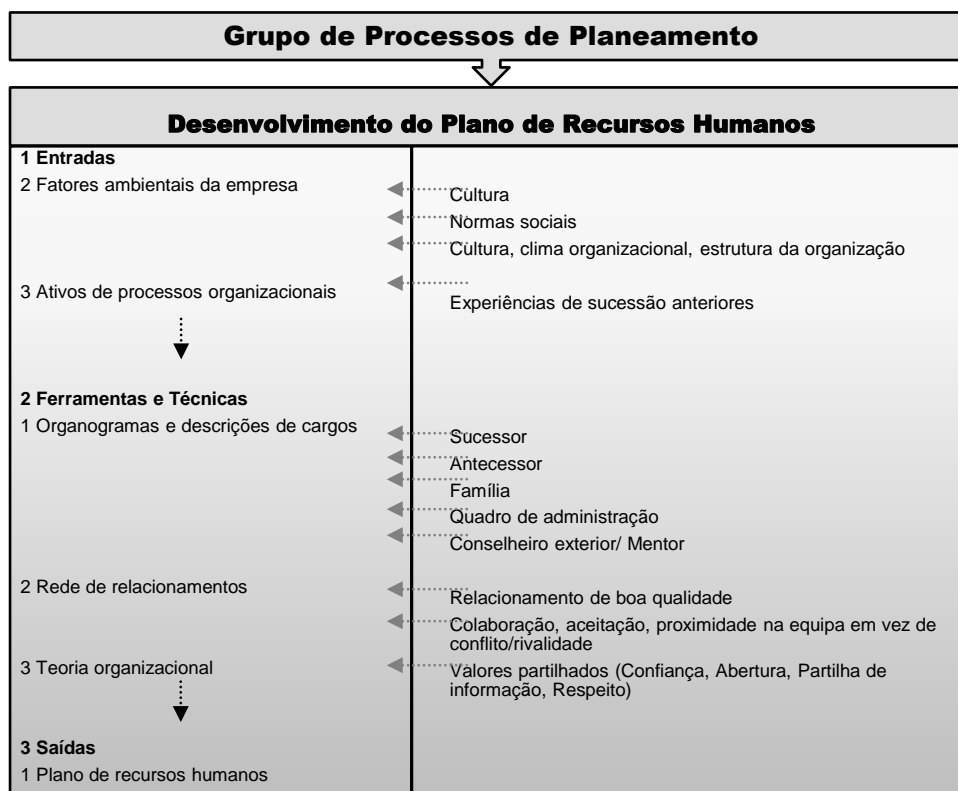 Grupo de Processos de Planeamento
Desenvolvimento do Plano de Recursos Humanos
1 Entradas
2 Fatores ambientais da empresa
Cultura
Normas sociais
Cultura, clima organizacional, estrutura da organização
3 Ativos de processos organizacionais
Experiências de sucessão anteriores
2 Ferramentas e Técnicas
1 Organogramas e descrições de cargos
Sucessor
Antecessor
Família
Quadro de administração
Conselheiro exterior/ Mentor
2 Rede de relacionamentos
Relacionamento de boa qualidade
Colaboração, aceitação, proximidade na equipa em vez de
conflito/rivalidade
3 Teoria organizacional
Valores partilhados (Confiança, Abertura, Partilha de
informação, Respeito)
3 Saídas
1 Plano de recursos humanos